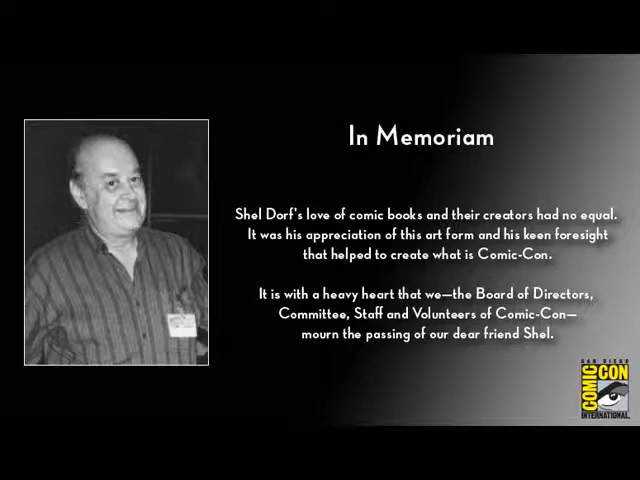 In Memoriam
Shel Dorf's love of comic books and their creators had no equal.
It was his appreciation of this art form and his keen foresight
that helped to create what is Comic-Con.
It is with a heavy heart that we—the Board of Directors,
Committee, Staff and Volunteers of Comic-Con—
mourn the passing of our dear friend Shel.
SAN DIEGO
COMIC
CON
INTERNATIONAL